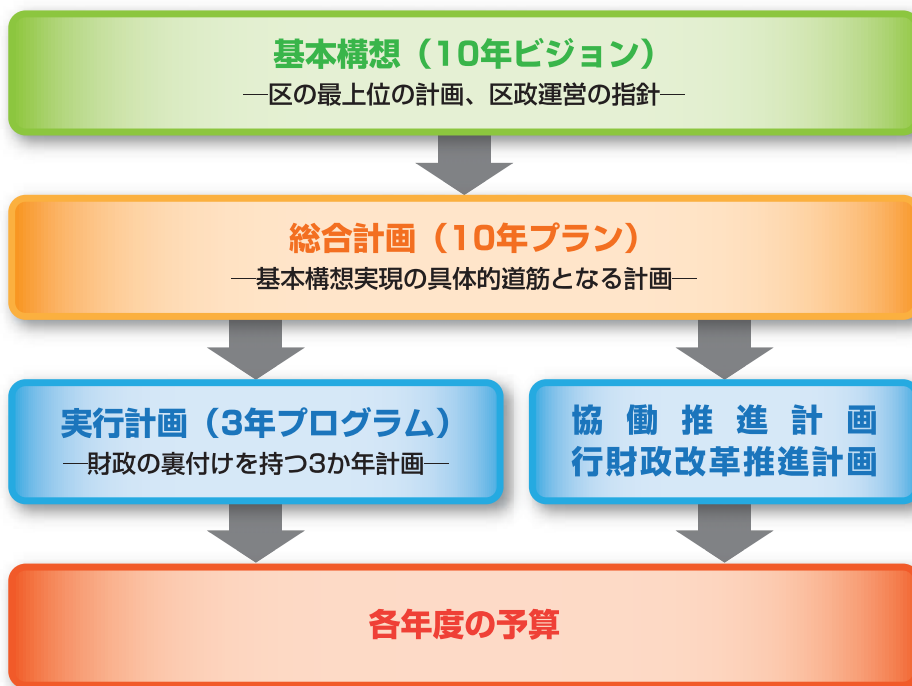 基本構想（10年ビジョン）
―区の最上位の計画、区政運営の指針―
総合計画（10年プラン）
―基本構想実現の具体的道筋となる計画―
実行計画（3年プログラム）
―財政の裏付けを持つ3か年計画―
協働推進計画
行財政改革推進計画
各年度の予算